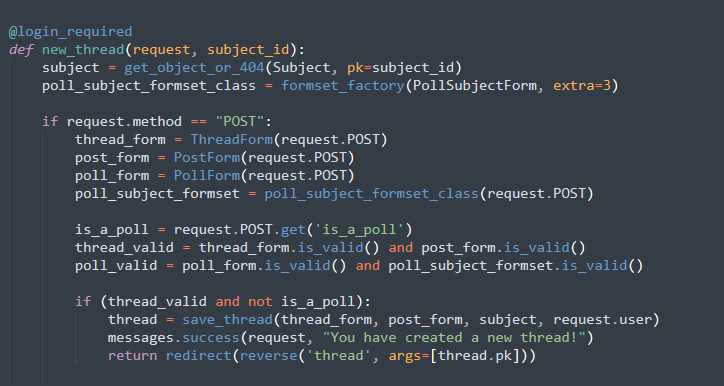 @login_required
def new_thread(request, subject_id):
subject = get_object_or_404(Subject, pk=subject_id)
poll_subject_formset_class = formset_factory(PollSubjectForm, extra=3)
if request.method == "POST":
thread_form = ThreadForm(request.POST)
post_form = PostForm(request.POST)
poll_form = PollForm(request.POST)
poll_subject_formset = poll_subject_formset_class(request.POST)
is_a_poll = request.POST.get('is_a_poll')
thread_valid = thread_form.is_valid() and post_form.is_valid()
poll_valid = poll_form.is_valid() and poll_subject_formset.is_valid()
if (thread_valid and not is_a_poll):
thread = save_thread(thread_form, post_form, subject, request.user)
messages.success(request, "You have created a new thread!")
return redirect(reverse('thread', args=[thread.pk]))